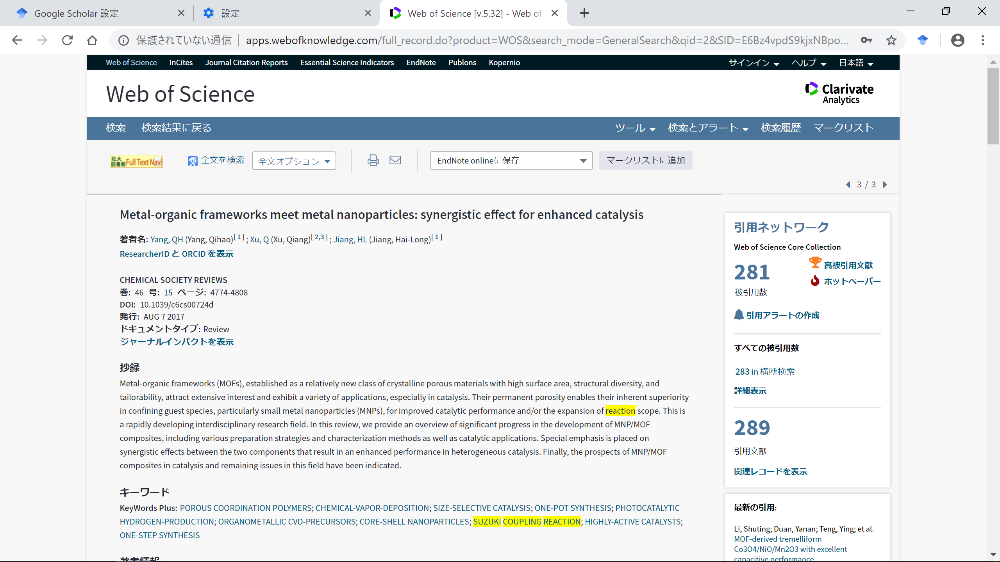 Google Scholar 設定
設定
Web of Science [v.5.32] - Web of
保護されていない通信
apps.webofknowledge.com/full_record.do?product=WOS&search_mode=GeneralSearch&qid=2&SID=E6Bz4vpdS9kjxNBpo...
Web of Science InCites Journal Citation Reports Essential Science Indicators EndNote Publons Kopernio サインイン ヘルプ 日本語
Web of Science
Clarivate
Analytics
検索 検索結果に戻る ツール 検索とアラート 検索履歴 マークリスト
北大
図書館 Full Text Navi
全文を検索 全文オプション EndNote onlineに保存 マークリストに追加
3 / 3
Metal-organic frameworks meet metal nanoparticles: synergistic effect for enhanced catalysis
著者名: Yang, QH (Yang, Qihao)[ 1 ] ; Xu, Q (Xu, Qiang)[ 2,3 ] ; Jiang, HL (Jiang, Hai-Long)[ 1 ]
ResearcherID と ORCID を表示
CHEMICAL SOCIETY REVIEWS
巻: 46 号: 15 ページ: 4774-4808
DOI: 10.1039/c6cs00724d
発行: AUG 7 2017
ドキュメントタイプ: Review
ジャーナルインパクトを表示
抄録
Metal-organic frameworks (MOFs), established as a relatively new class of crystalline porous materials with high surface area, structural diversity, and
tailorability, attract extensive interest and exhibit a variety of applications, especially in catalysis. Their permanent porosity enables their inherent superiority
in confining guest species, particularly small metal nanoparticles (MNPs), for improved catalytic performance and/or the expansion of reaction scope. This is
a rapidly developing interdisciplinary research field. In this review, we provide an overview of significant progress in the development of MNP/MOF
composites, including various preparation strategies and characterization methods as well as catalytic applications. Special emphasis is placed on
synergistic effects between the two components that result in an enhanced performance in heterogeneous catalysis. Finally, the prospects of MNP/MOF
composites in catalysis and remaining issues in this field have been indicated.
キーワード
KeyWords Plus: POROUS COORDINATION POLYMERS; CHEMICAL-VAPOR-DEPOSITION; SIZE-SELECTIVE CATALYSIS; ONE-POT SYNTHESIS; PHOTOCATALYTIC
HYDROGEN-PRODUCTION; ORGANOMETALLIC CVD-PRECURSORS; CORE-SHELL NANOPARTICLES; SUZUKI COUPLING REACTION; HIGHLY-ACTIVE CATALYSTS;
ONE-STEP SYNTHESIS
著者情報
引用ネットワーク
Web of Science Core Collection
281
被引用数
高被引用文献
ホットペーパー
引用アラートの作成
すべての被引用数
283 in 横断検索
詳細表示
289
引用文献
関連レコードを表示
最新の引用:
Li, Shuting; Duan, Yanan; Teng, Ying; et al.
MOF-derived tremelliform
Co3O4/NiO/Mn2O3 with excellent
capacitive performance.